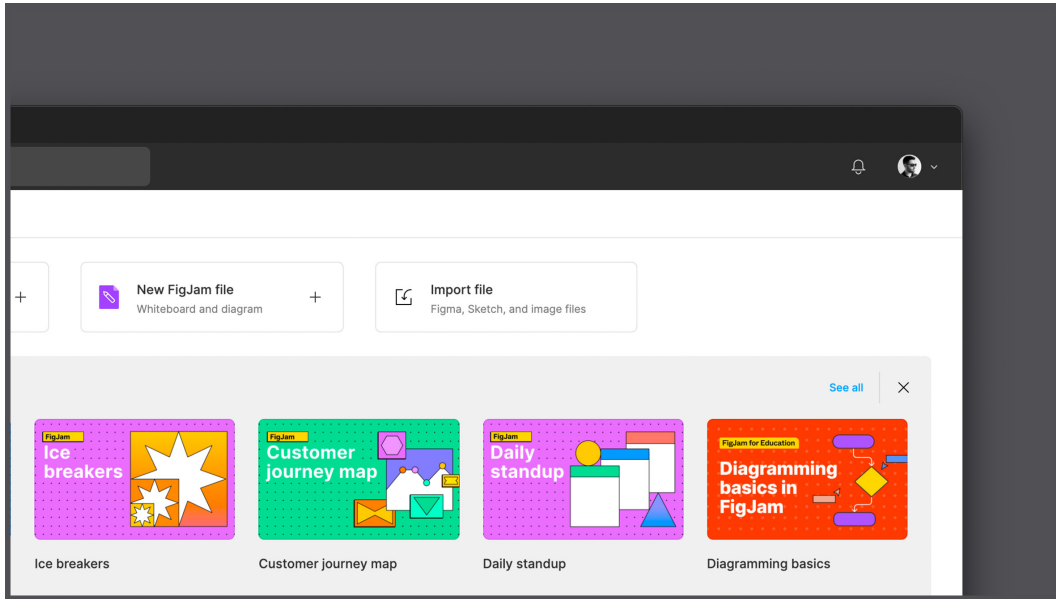 New FigJam file
Whiteboard and diagram
Import file
Figma, Sketch, and image files
See all
FigJam
Ice
breakers
FigJam
Customer
journey map
FigJam
Daily
standup
FigJam for Education
Diagramming
basics in
FigJam
Ice breakers
Customer journey map
Daily standup
Diagramming basics